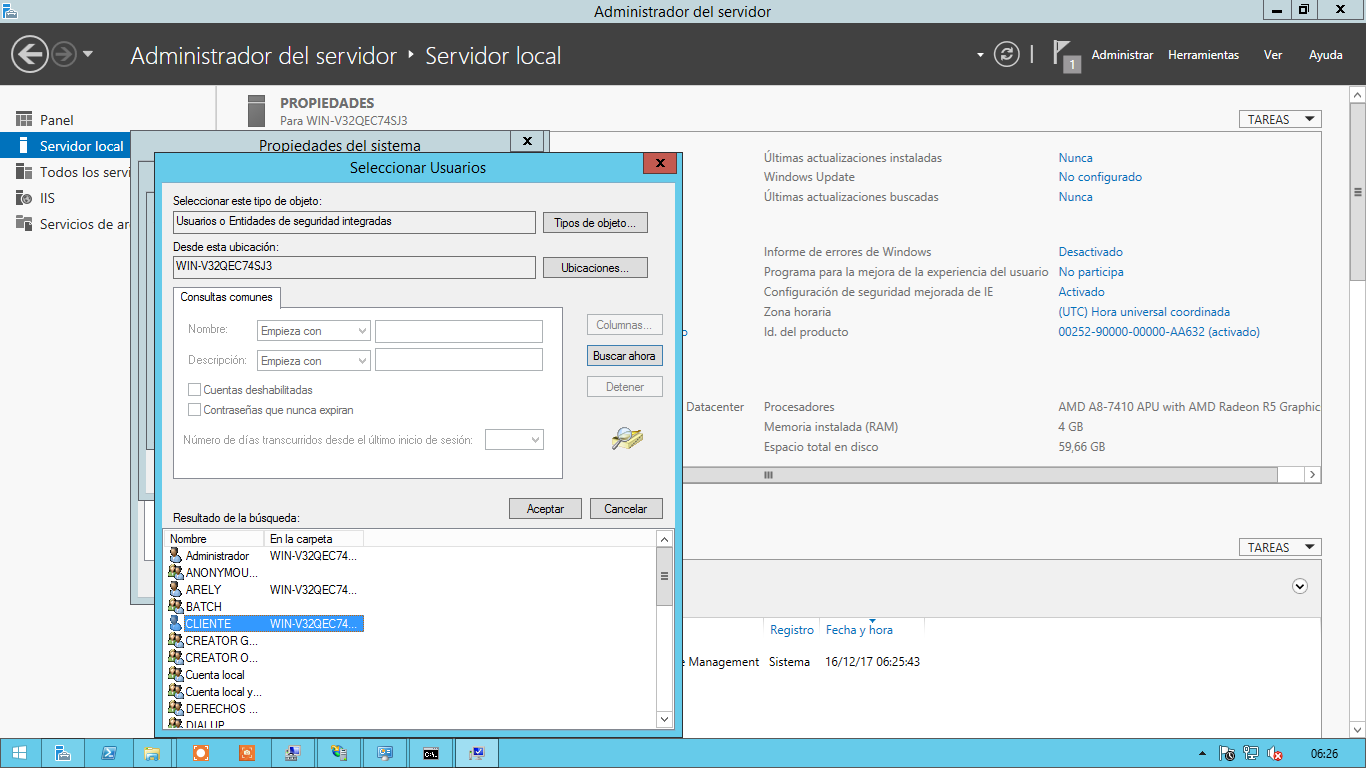 Administrador del servidor
Administrador del servidor ‣ Servidor local
1
Administrar Herramientas Ver Ayuda
Panel
Servidor local
Todos los servi
IIS
Servicios de ar
PROPIEDADES
Para WIN-V32QEC74SJ3
TAREAS
Propiedades del sistema
Seleccionar Usuarios
Seleccionar este tipo de objeto:
Usuarios o Entidades de seguridad integradas
Tipos de objeto...
Desde esta ubicación:
WIN-V32QEC74SJ3
Ubicaciones...
Consultas comunes
Nombre: Empieza con
Descripción: Empieza con
Cuentas deshabilitadas
Contraseñas que nunca expiran
Número de días transcurridos desde el último inicio de sesión:
Columnas...
Buscar ahora
Detener
Aceptar Cancelar
Resultado de la búsqueda:
Nombre En la carpeta
Administrador WIN-V32QEC74...
ANONYMOU...
ARELY WIN-V32QEC74...
BATCH
CLIENTE WIN-V32QEC74...
CREATOR G...
CREATOR O...
Cuenta local
Cuenta local y...
DERECHOS ...
DIALUP
Últimas actualizaciones instaladas Nunca
Windows Update No configurado
Últimas actualizaciones buscadas Nunca
Informe de errores de Windows Desactivado
Programa para la mejora de la experiencia del usuario No participa
Configuración de seguridad mejorada de IE Activado
Zona horaria (UTC) Hora universal coordinada
o Id. del producto 00252-90000-00000-AA632 (activado)
Datacenter Procesadores AMD A8-7410 APU with AMD Radeon R5 Graphic
Memoria instalada (RAM) 4 GB
Espacio total en disco 59,66 GB
TAREAS
Registro Fecha y hora
e Management Sistema 16/12/17 06:25:43
06:26